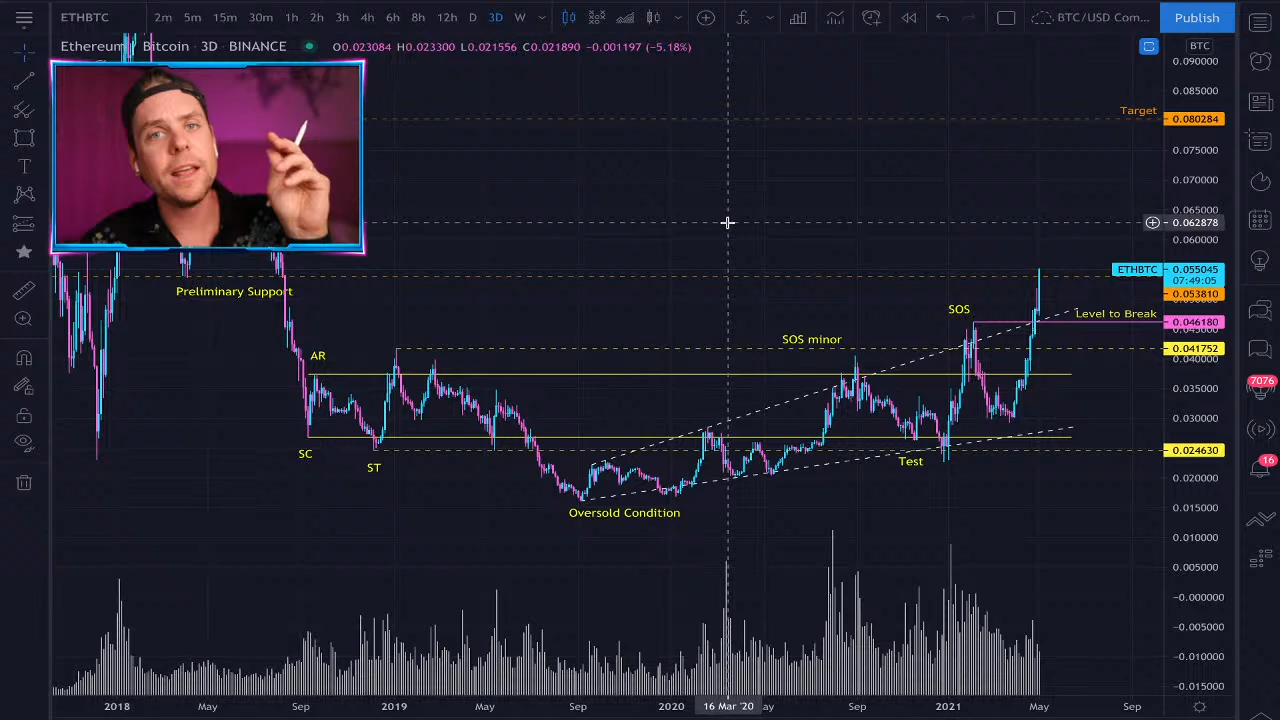 ETHBTC 2m 5m 15m 30m 1h 2h 3h 4h 6h 8h 12h D 3D W BTC/USD Com... Publish
Ethereum / Bitcoin · 3D · BINANCE O0.023084 H0.023300 L0.021556 C0.021890 -0.001197 (-5.18%) BTC
0.090000
0.085000
Target 0.080284
0.075000
0.070000
0.065000
0.062878
0.060000
ETHBTC 0.055045
07:49:05
Preliminary Support 0.053810
SOS Level to Break 0.046180
0.045000
SOS minor 0.041752
AR 0.040000
0.035000
0.030000
SC Test 0.024630
ST
0.020000
Oversold Condition 0.015000
0.010000
0.005000
-0.000000
-0.005000
-0.010000
-0.015000
2018 May Sep 2019 May Sep 2020 16 Mar '20 ay Sep 2021 May Sep
7076
16